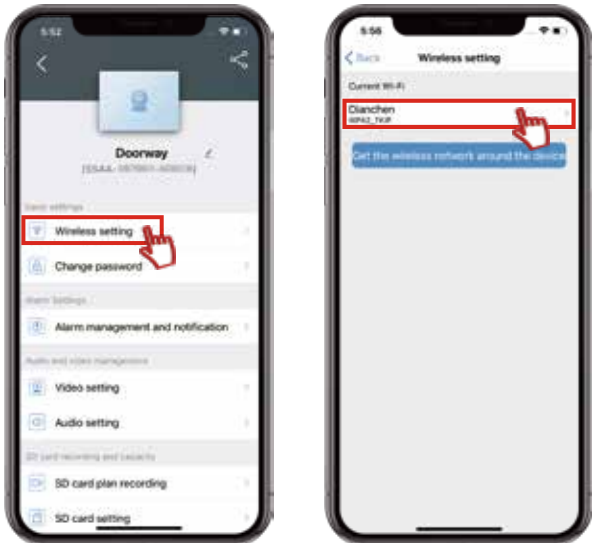 5:52
Doorway
Basic settings
Wireless setting
Change password
Alarm Settings
Alarm management and notification
Audio and video management
Video setting
Audio setting
SD card recording and capacity
SD card plan recording
SD card setting
5:56
Back
Wireless setting
Current Wi-Fi
Dianchen
WPA2_TKIP
Get the wireless network around the device